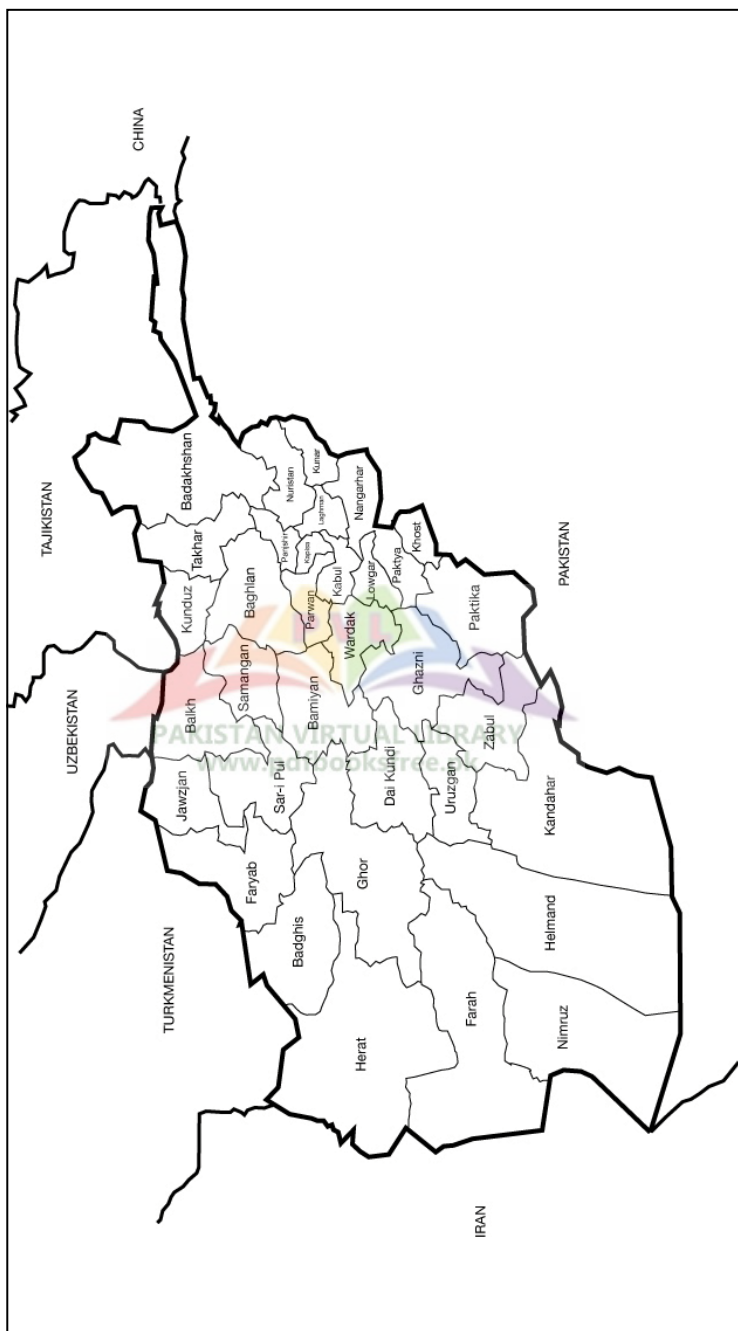 CHINA
TAJIKISTAN
UZBEKISTAN
TURKMENISTAN
IRAN
PAKISTAN
Badakhshan
Takhar
Kunduz
Balkh
Jawzjan
Faryab
Badghis
Herat
Baghlan
Samangan
Sar-i Pul
Nuristan
Kunar
Laghman
Panjshir
Kapisa
Parwan
Bamiyan
Ghor
Nangarhar
Kabul
Lowgar
Wardak
Paktya
Khost
Ghazni
Dai Kundi
Uruzgan
Paktika
Zabul
Kandahar
Helmand
Farah
Nimruz
PAKISTAN VIRTUAL LIBRARY
www.pdfbooksfree.pk